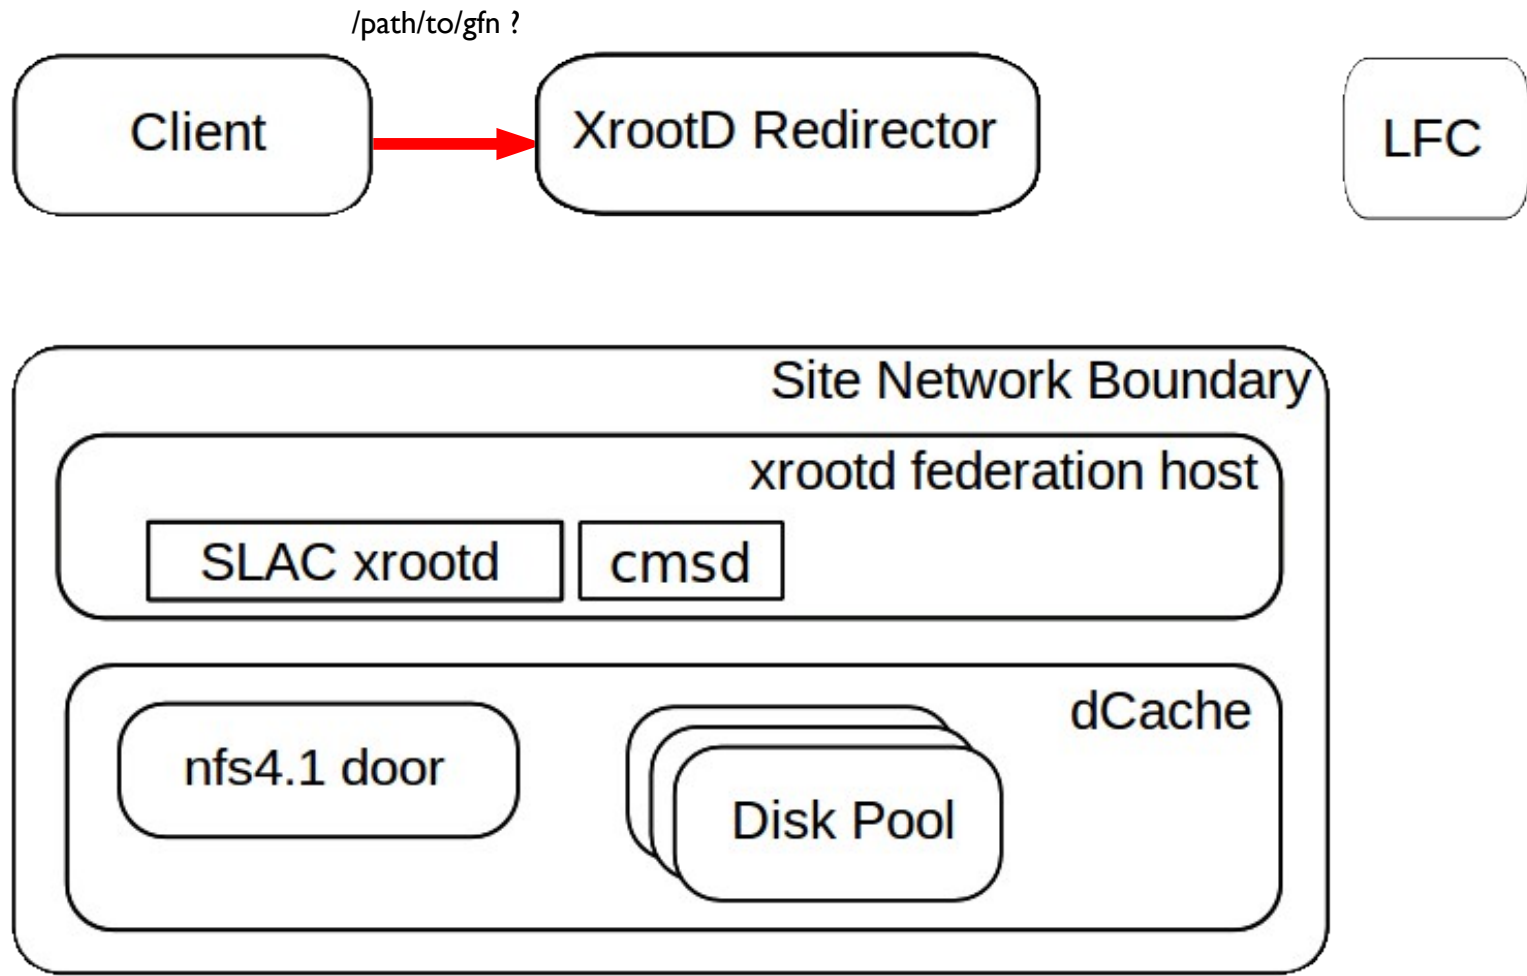 /path/to/gfn ?
Client
XrootD Redirector
LFC
Site Network Boundary
xrootd federation host
SLAC xrootd
cmsd
dCache
nfs4.1 door
Disk Pool